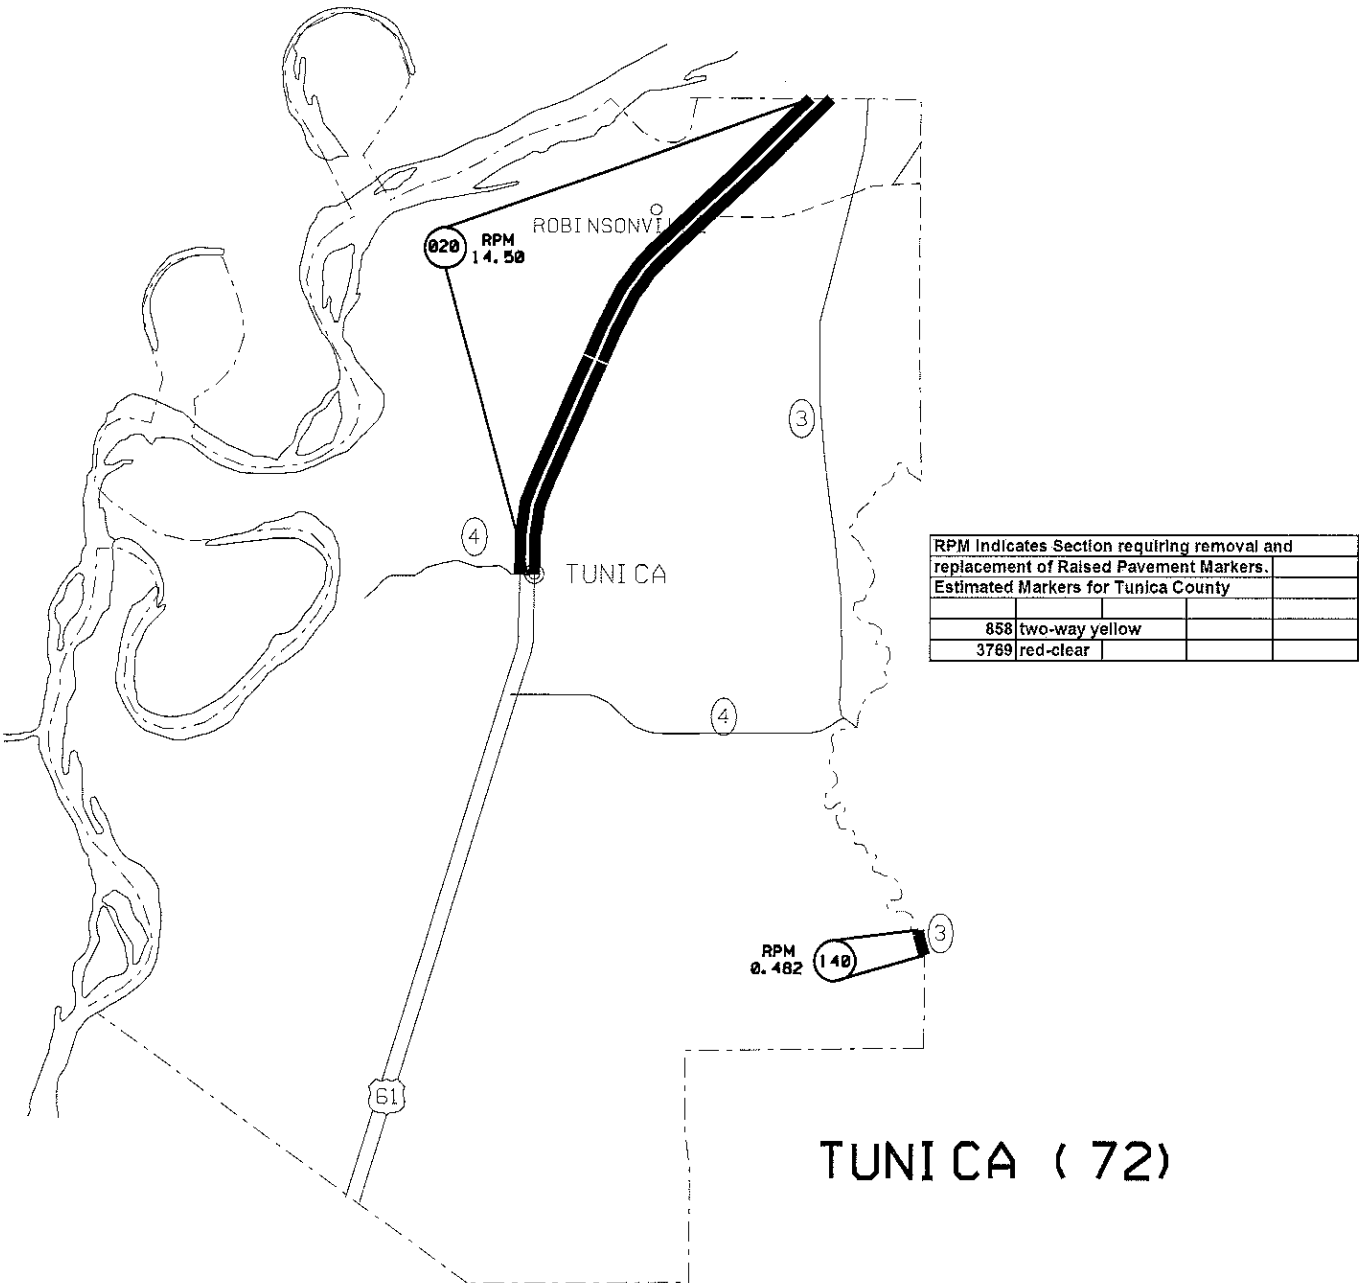 ROBINSONVI
020
RPM
14.50
3
4
TUNICA
RPM Indicates Section requiring removal and
replacement of Raised Pavement Markers.
Estimated Markers for Tunica County
858 two-way yellow
3769 red-clear
4
3
RPM
0.482
140
61
TUNICA (72)